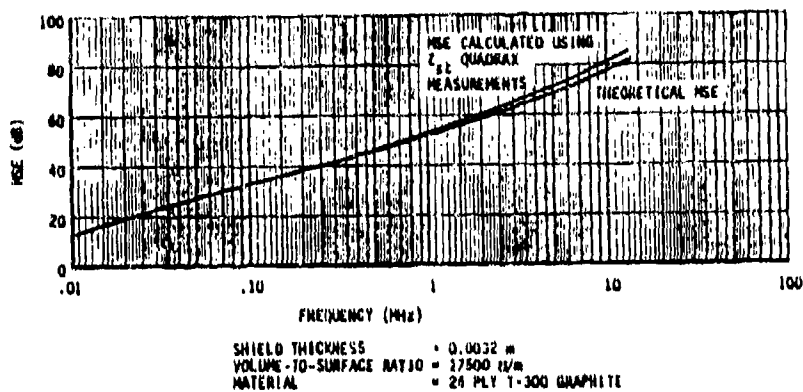 100
80
60
40
20
0
MSE (dB)
MSE CALCULATED USING
Z_st QUADRAX
MEASUREMENTS
THEORETICAL MSE
.01 .10 1 10 100
FREQUENCY (MHz)
SHIELD THICKNESS = 0.0032 m
VOLUME-TO-SURFACE RATIO = 17500 /m
MATERIAL = 24 PLY T-300 GRAPHITE